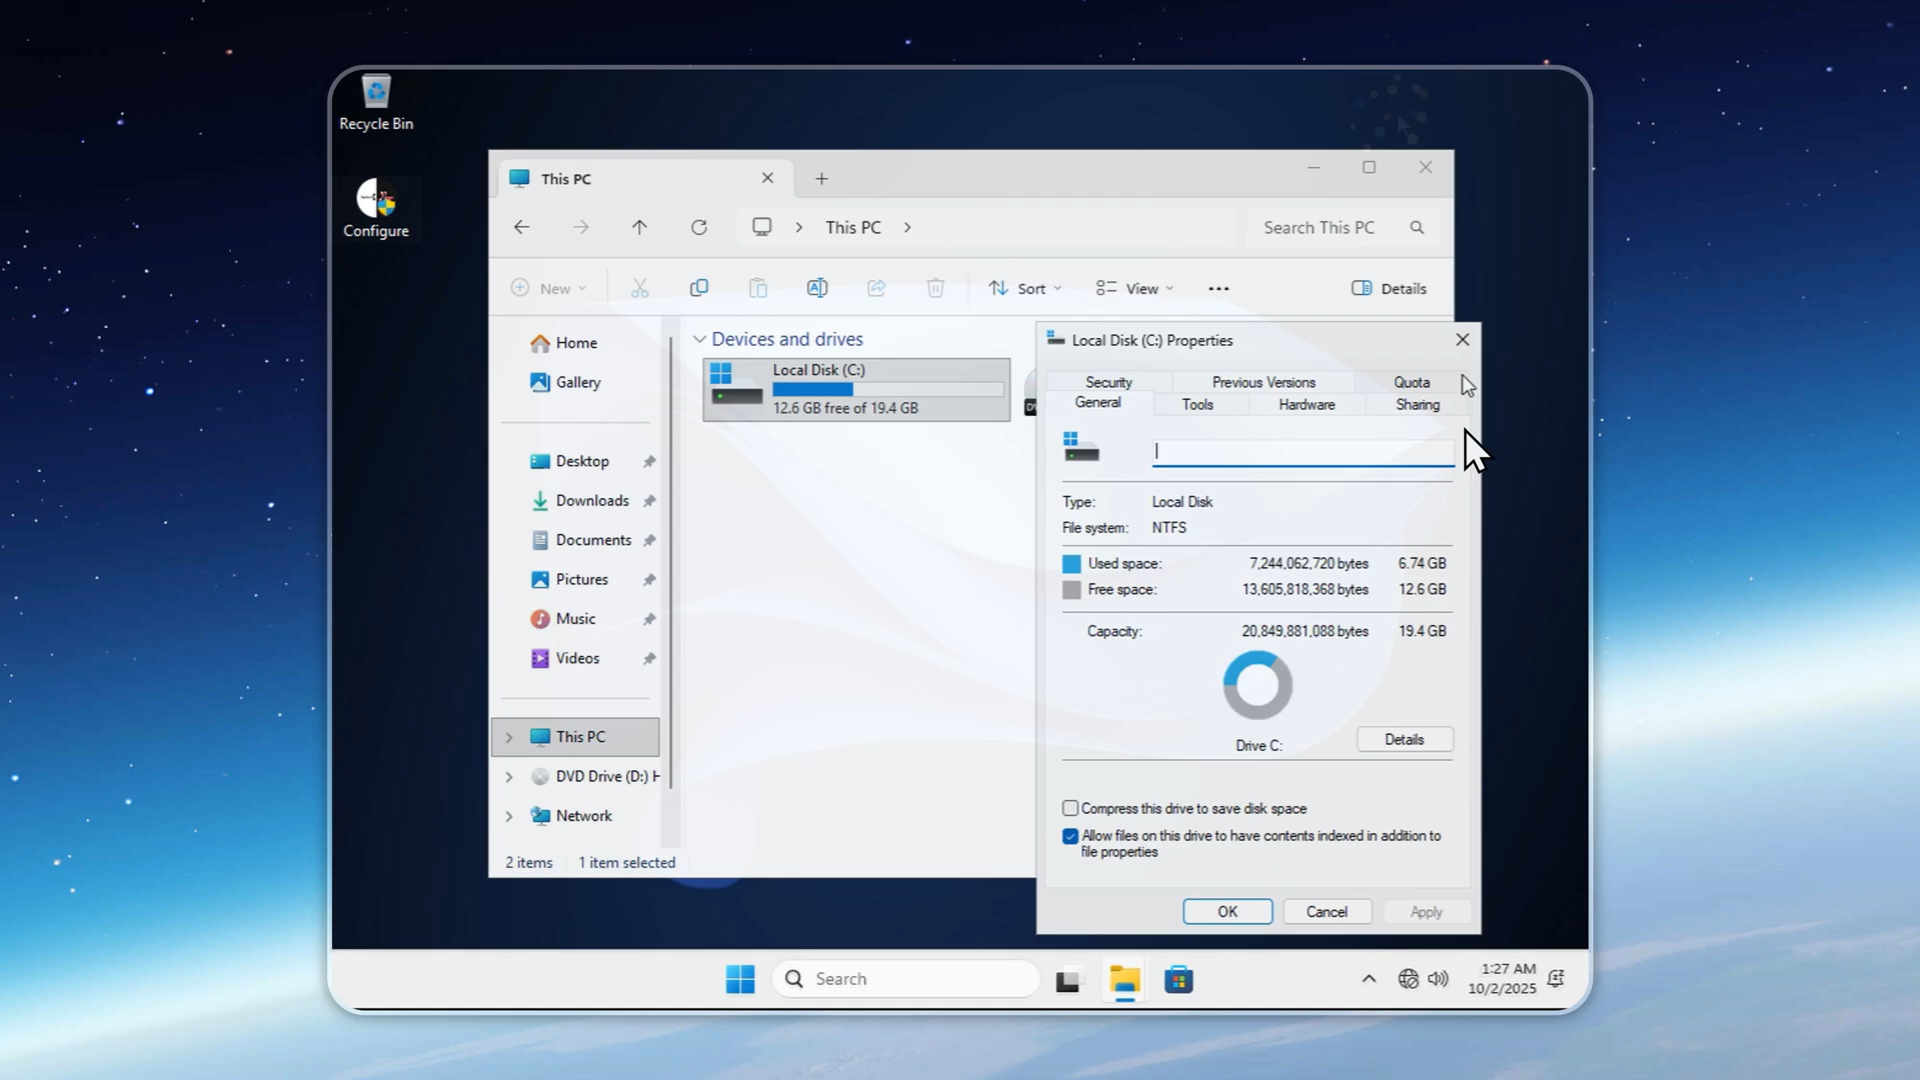 Recycle Bin
Configure
This PC
This PC
Search This PC
New
Sort
View
Details
Home
Gallery
Desktop
Downloads
Documents
Pictures
Music
Videos
This PC
DVD Drive (D:) H
Network
Devices and drives
Local Disk (C:)
12.6 GB free of 19.4 GB
2 items
1 item selected
Local Disk (C:) Properties
Security
Previous Versions
Quota
General
Tools
Hardware
Sharing
Type: Local Disk
File system: NTFS
Used space: 7,244,062,720 bytes 6.74 GB
Free space: 13,605,818,368 bytes 12.6 GB
Capacity: 20,849,881,088 bytes 19.4 GB
Drive C:
Details
Compress this drive to save disk space
Allow files on this drive to have contents indexed in addition to
file properties
OK
Cancel
Apply
Search
1:27 AM
10/2/2025